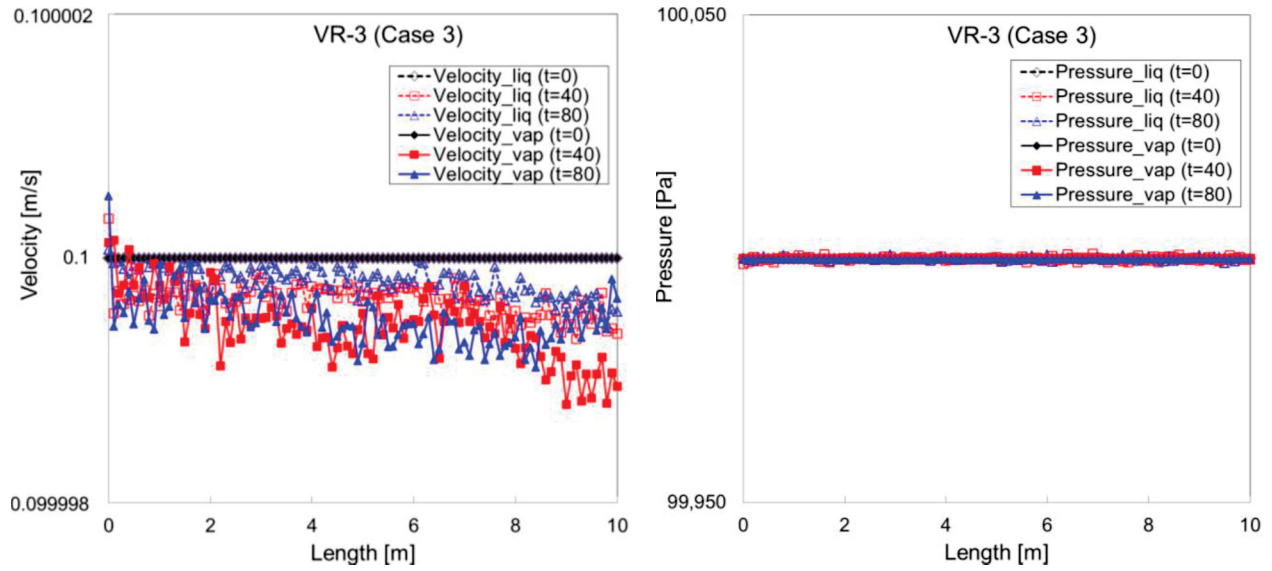 0.100002
VR-3 (Case 3)
Velocity_liq (t=0)
Velocity_liq (t=40)
Velocity_liq (t=80)
Velocity_vap (t=0)
Velocity_vap (t=40)
Velocity_vap (t=80)
Velocity [m/s]
0.1
0.099998
0 2 4 6 8 10
Length [m]
100,050
VR-3 (Case 3)
Pressure_liq (t=0)
Pressure_liq (t=40)
Pressure_liq (t=80)
Pressure_vap (t=0)
Pressure_vap (t=40)
Pressure_vap (t=80)
Pressure [Pa]
99,950
0 2 4 6 8 10
Length [m]